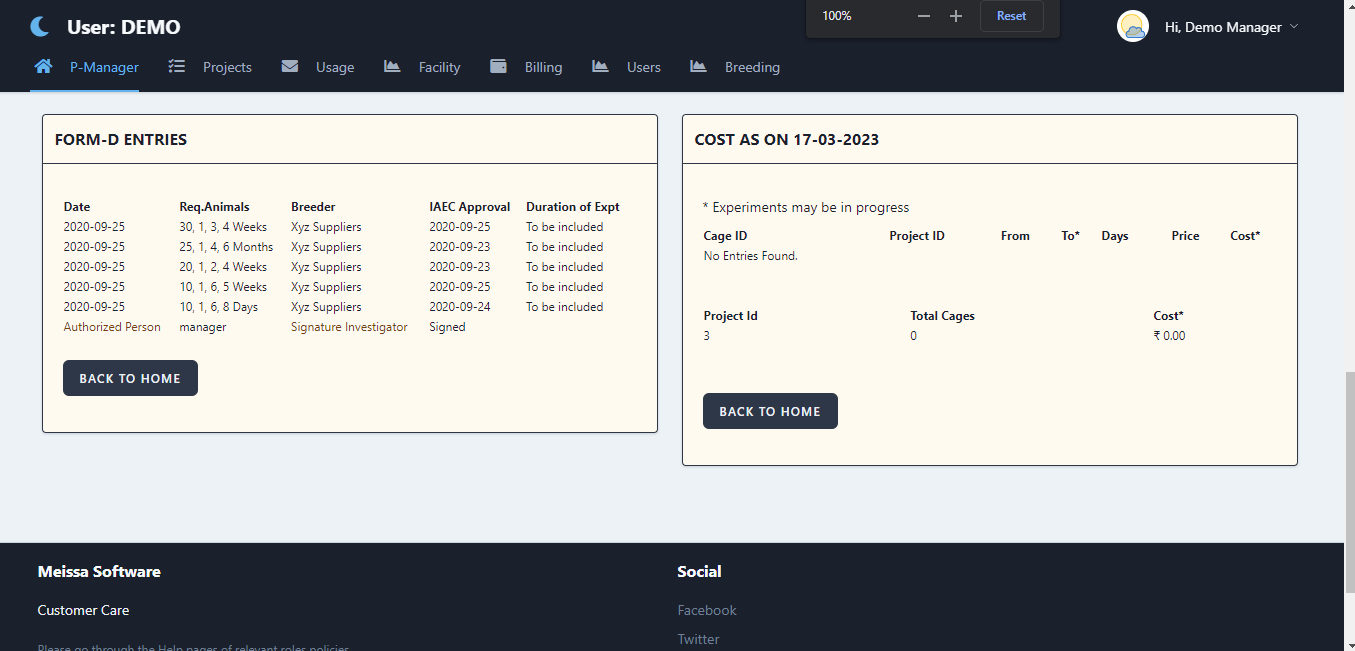 User: DEMO
100% Reset
Hi, Demo Manager
P-Manager Projects Usage Facility Billing Users Breeding
FORM-D ENTRIES
Date Req.Animals Breeder IAEC Approval Duration of Expt
2020-09-25 30, 1, 3, 4 Weeks Xyz Suppliers 2020-09-25 To be included
2020-09-25 25, 1, 4, 6 Months Xyz Suppliers 2020-09-23 To be included
2020-09-25 20, 1, 2, 4 Weeks Xyz Suppliers 2020-09-23 To be included
2020-09-25 10, 1, 6, 5 Weeks Xyz Suppliers 2020-09-25 To be included
2020-09-25 10, 1, 6, 8 Days Xyz Suppliers 2020-09-24 To be included
Authorized Person manager Signature Investigator Signed
BACK TO HOME
COST AS ON 17-03-2023
* Experiments may be in progress
Cage ID Project ID From To* Days Price Cost*
No Entries Found.
Project Id Total Cages Cost*
3 0 ₹ 0.00
BACK TO HOME
Meissa Software
Customer Care
Please go through the Help pages of relevant roles policies
Social
Facebook
Twitter